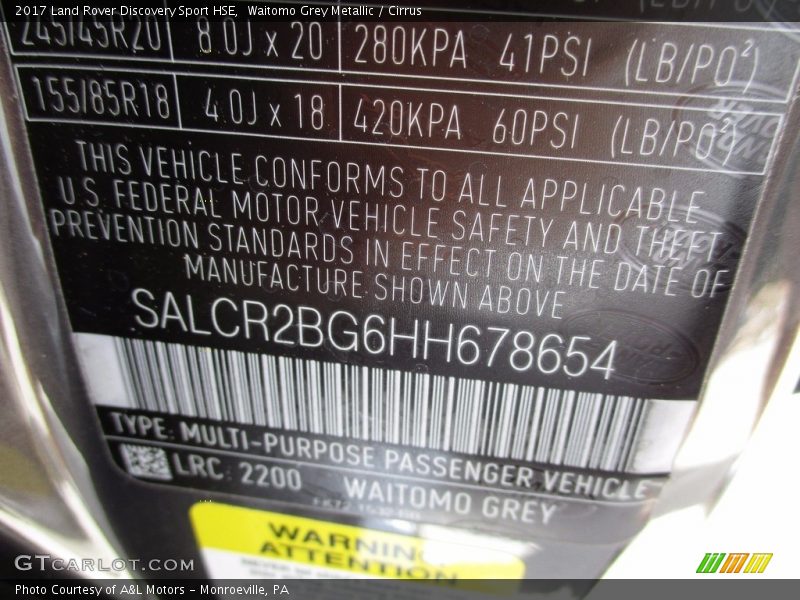 2017 Land Rover Discovery Sport HSE, Waitomo Grey Metallic / Cirrus
245/45R20 8.0J x 20 280KPA 41PSI (LB/PO²)
155/85R18 4.0J x 18 420KPA 60PSI (LB/PO²)
THIS VEHICLE CONFORMS TO ALL APPLICABLE
U.S. FEDERAL MOTOR VEHICLE SAFETY AND THEFT
PREVENTION STANDARDS IN EFFECT ON THE DATE OF
MANUFACTURE SHOWN ABOVE
SALCR2BG6HH678654
TYPE: MULTI-PURPOSE PASSENGER VEHICLE
LRC: 2200 WAITOMO GREY
WARNING
ATTENTION
GTCARLOT.COM
Photo Courtesy of A&L Motors – Monroeville, PA